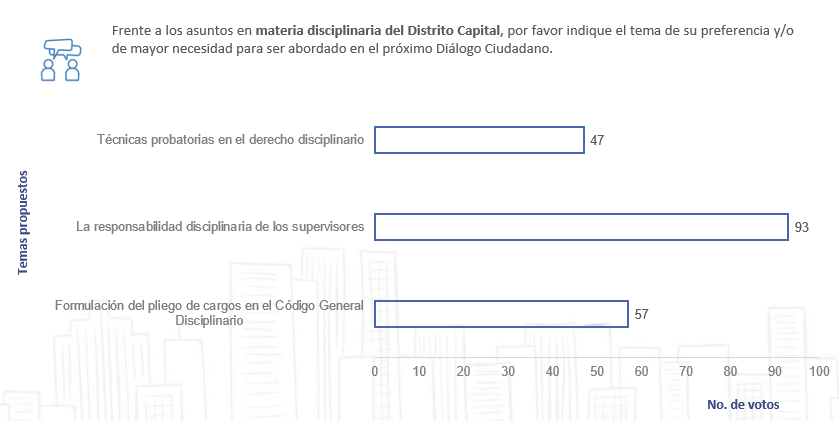 Frente a los asuntos en materia disciplinaria del Distrito Capital, por favor indique el tema de su preferencia y/o
de mayor necesidad para ser abordado en el próximo Diálogo Ciudadano.
Temas propuestos
Técnicas probatorias en el derecho disciplinario
47
La responsabilidad disciplinaria de los supervisores
93
Formulación del pliego de cargos en el Código General
Disciplinario
57
0 10 20 30 40 50 60 70 80 90 100
No. de votos